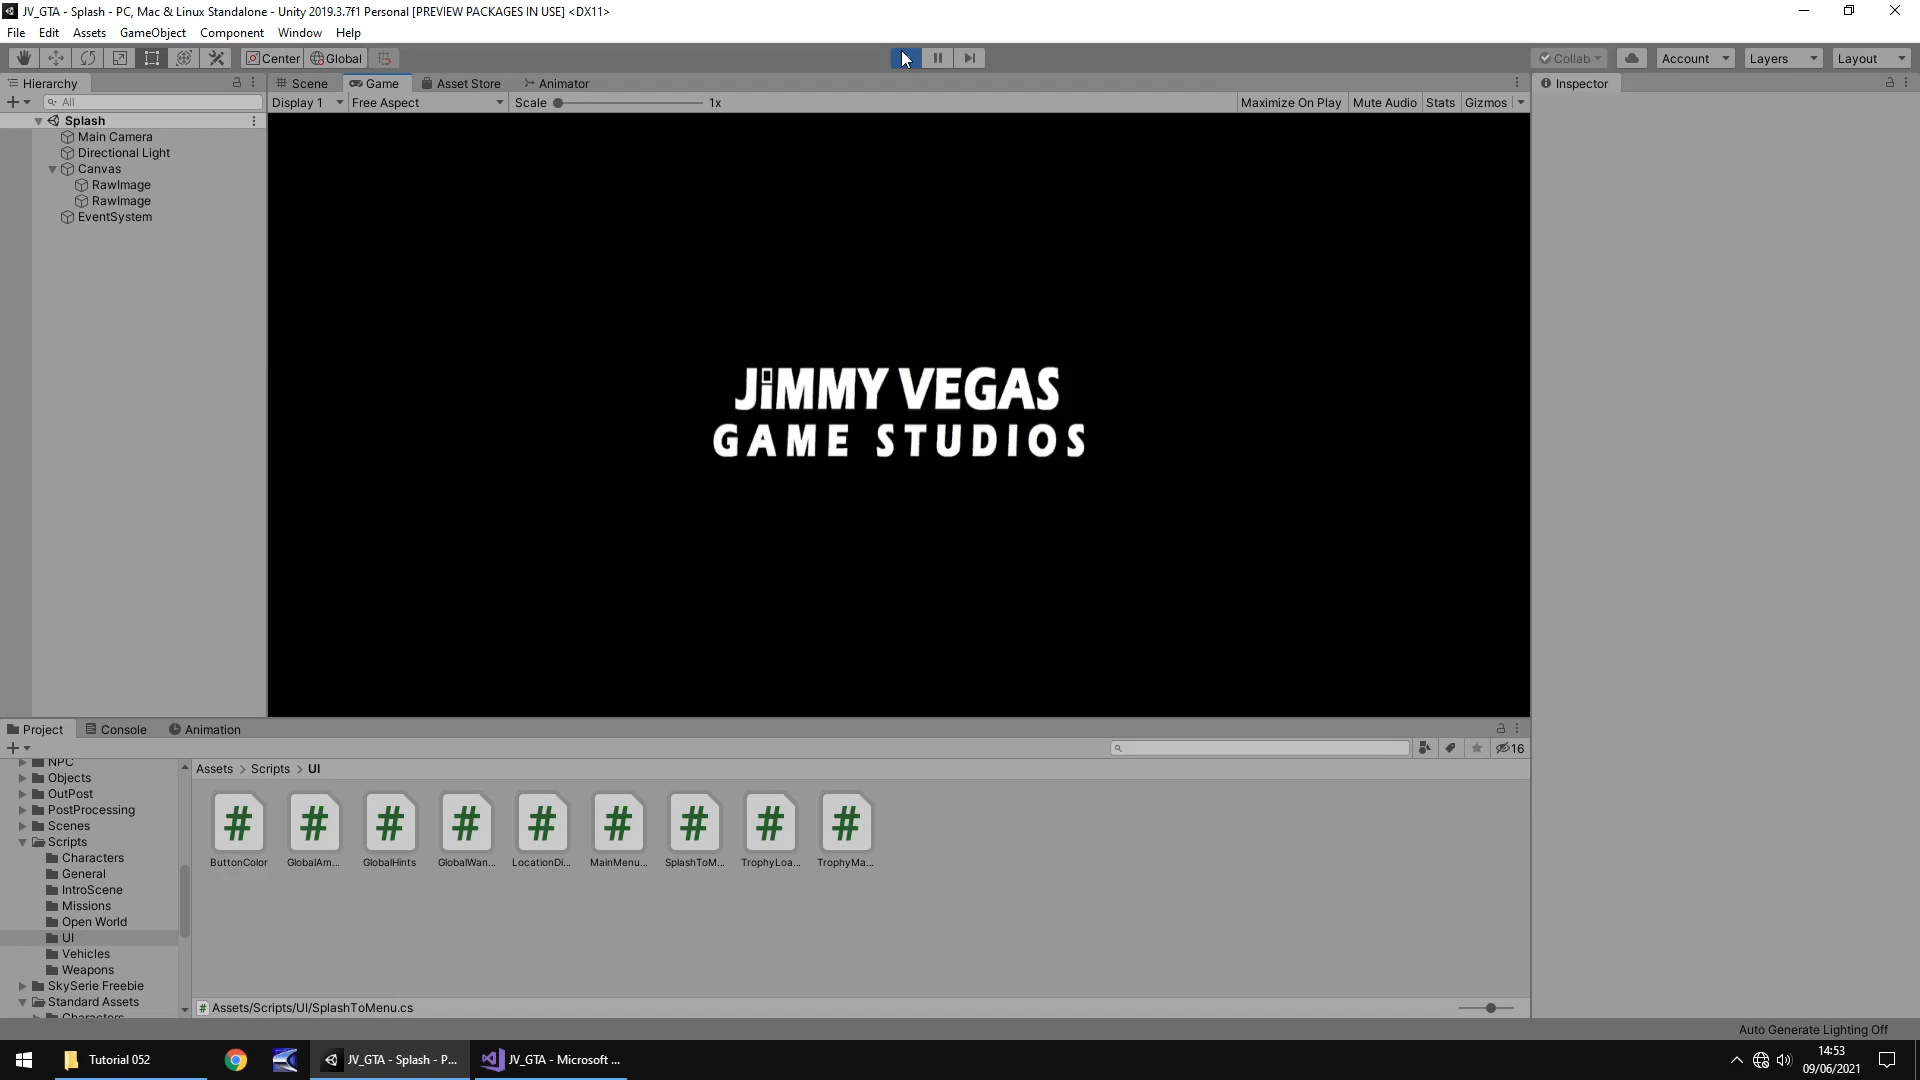 JV_GTA - Splash - PC, Mac & Linux Standalone - Unity 2019.3.7f1 Personal [PREVIEW PACKAGES IN USE] <DX11>
File Edit Assets GameObject Component Window Help
Center Global Collab Account Layers Layout
Hierarchy
All
Splash
Main Camera
Directional Light
Canvas
RawImage
RawImage
EventSystem
Scene Game Asset Store Animator
Display 1 Free Aspect Scale 1x Maximize On Play Mute Audio Stats Gizmos
JiMMY VEGAS
GAME STUDIOS
Inspector
Project Console Animation
16
NPC
Objects
OutPost
PostProcessing
Scenes
Scripts
Characters
General
IntroScene
Missions
Open World
UI
Vehicles
Weapons
SkySerie Freebie
Standard Assets
Characters
Assets > Scripts > UI
ButtonColor GlobalAm... GlobalHints GlobalWan... LocationDi... MainMenu... SplashToM... TrophyLoa... TrophyMa...
Assets/Scripts/UI/SplashToMenu.cs
Auto Generate Lighting Off
Tutorial 052 JV_GTA - Splash - P... JV_GTA - Microsoft ...
14:53
09/06/2021